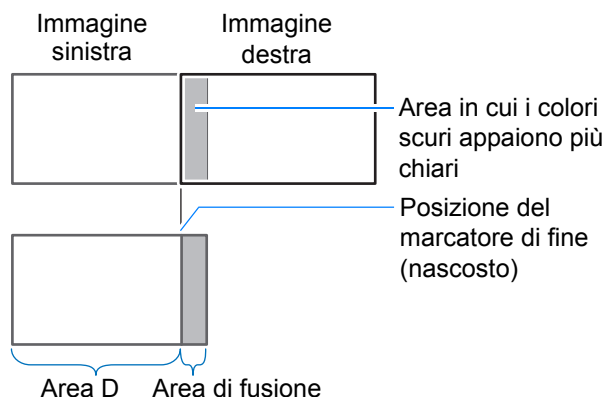 Immagine
sinistra
Immagine
destra
Area in cui i colori
scuri appaiono più
chiari
Posizione del
marcatore di fine
(nascosto)
Area D
Area di fusione